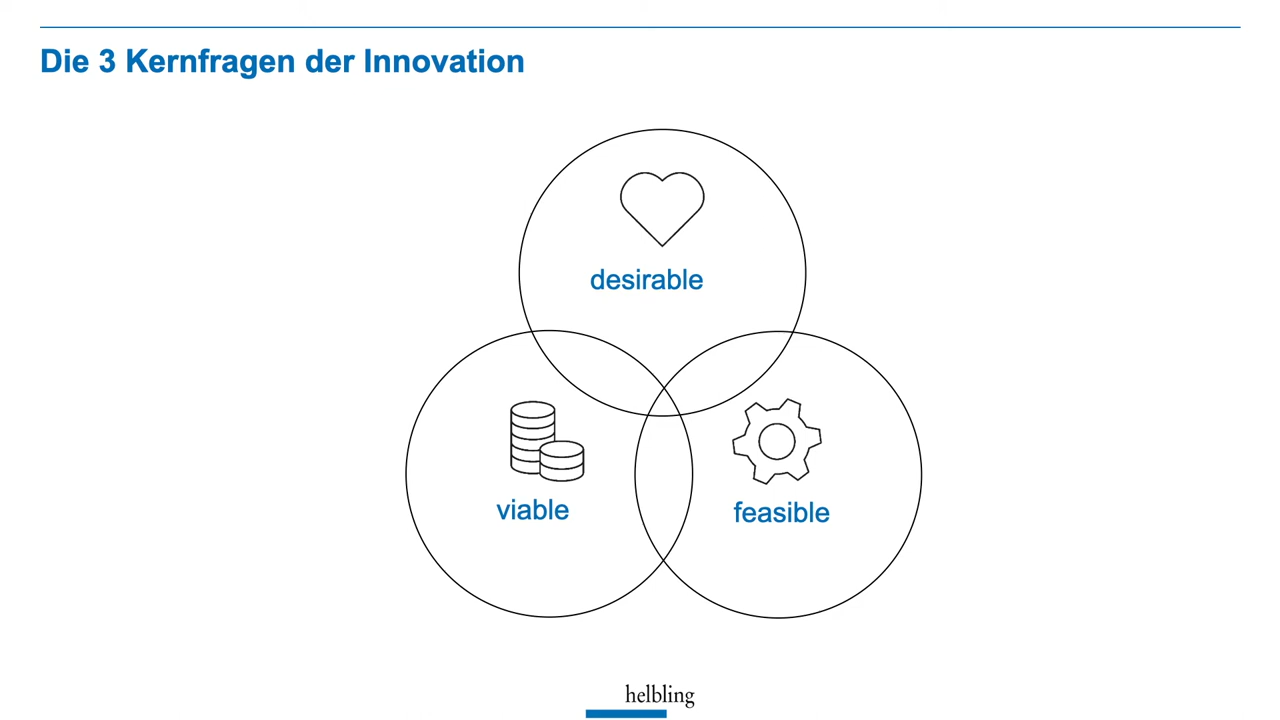 Die 3 Kernfragen der Innovation
desirable
viable
feasible
helbling